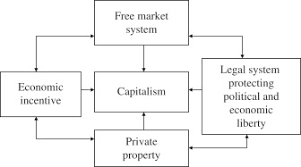 Free market
system
Economic
incentive
Capitalism
Legal system
protecting
political and
economic
liberty
Private
property